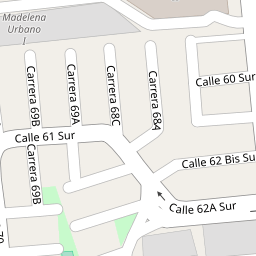 Madelena
Urbano
I
Carrera 69B
Carrera 69A
Carrera 68C
Carrera 68A
Calle 60 Sur
Calle 61 Sur
Carrera 69B
Calle 62 Bis Sur
Calle 62A Sur